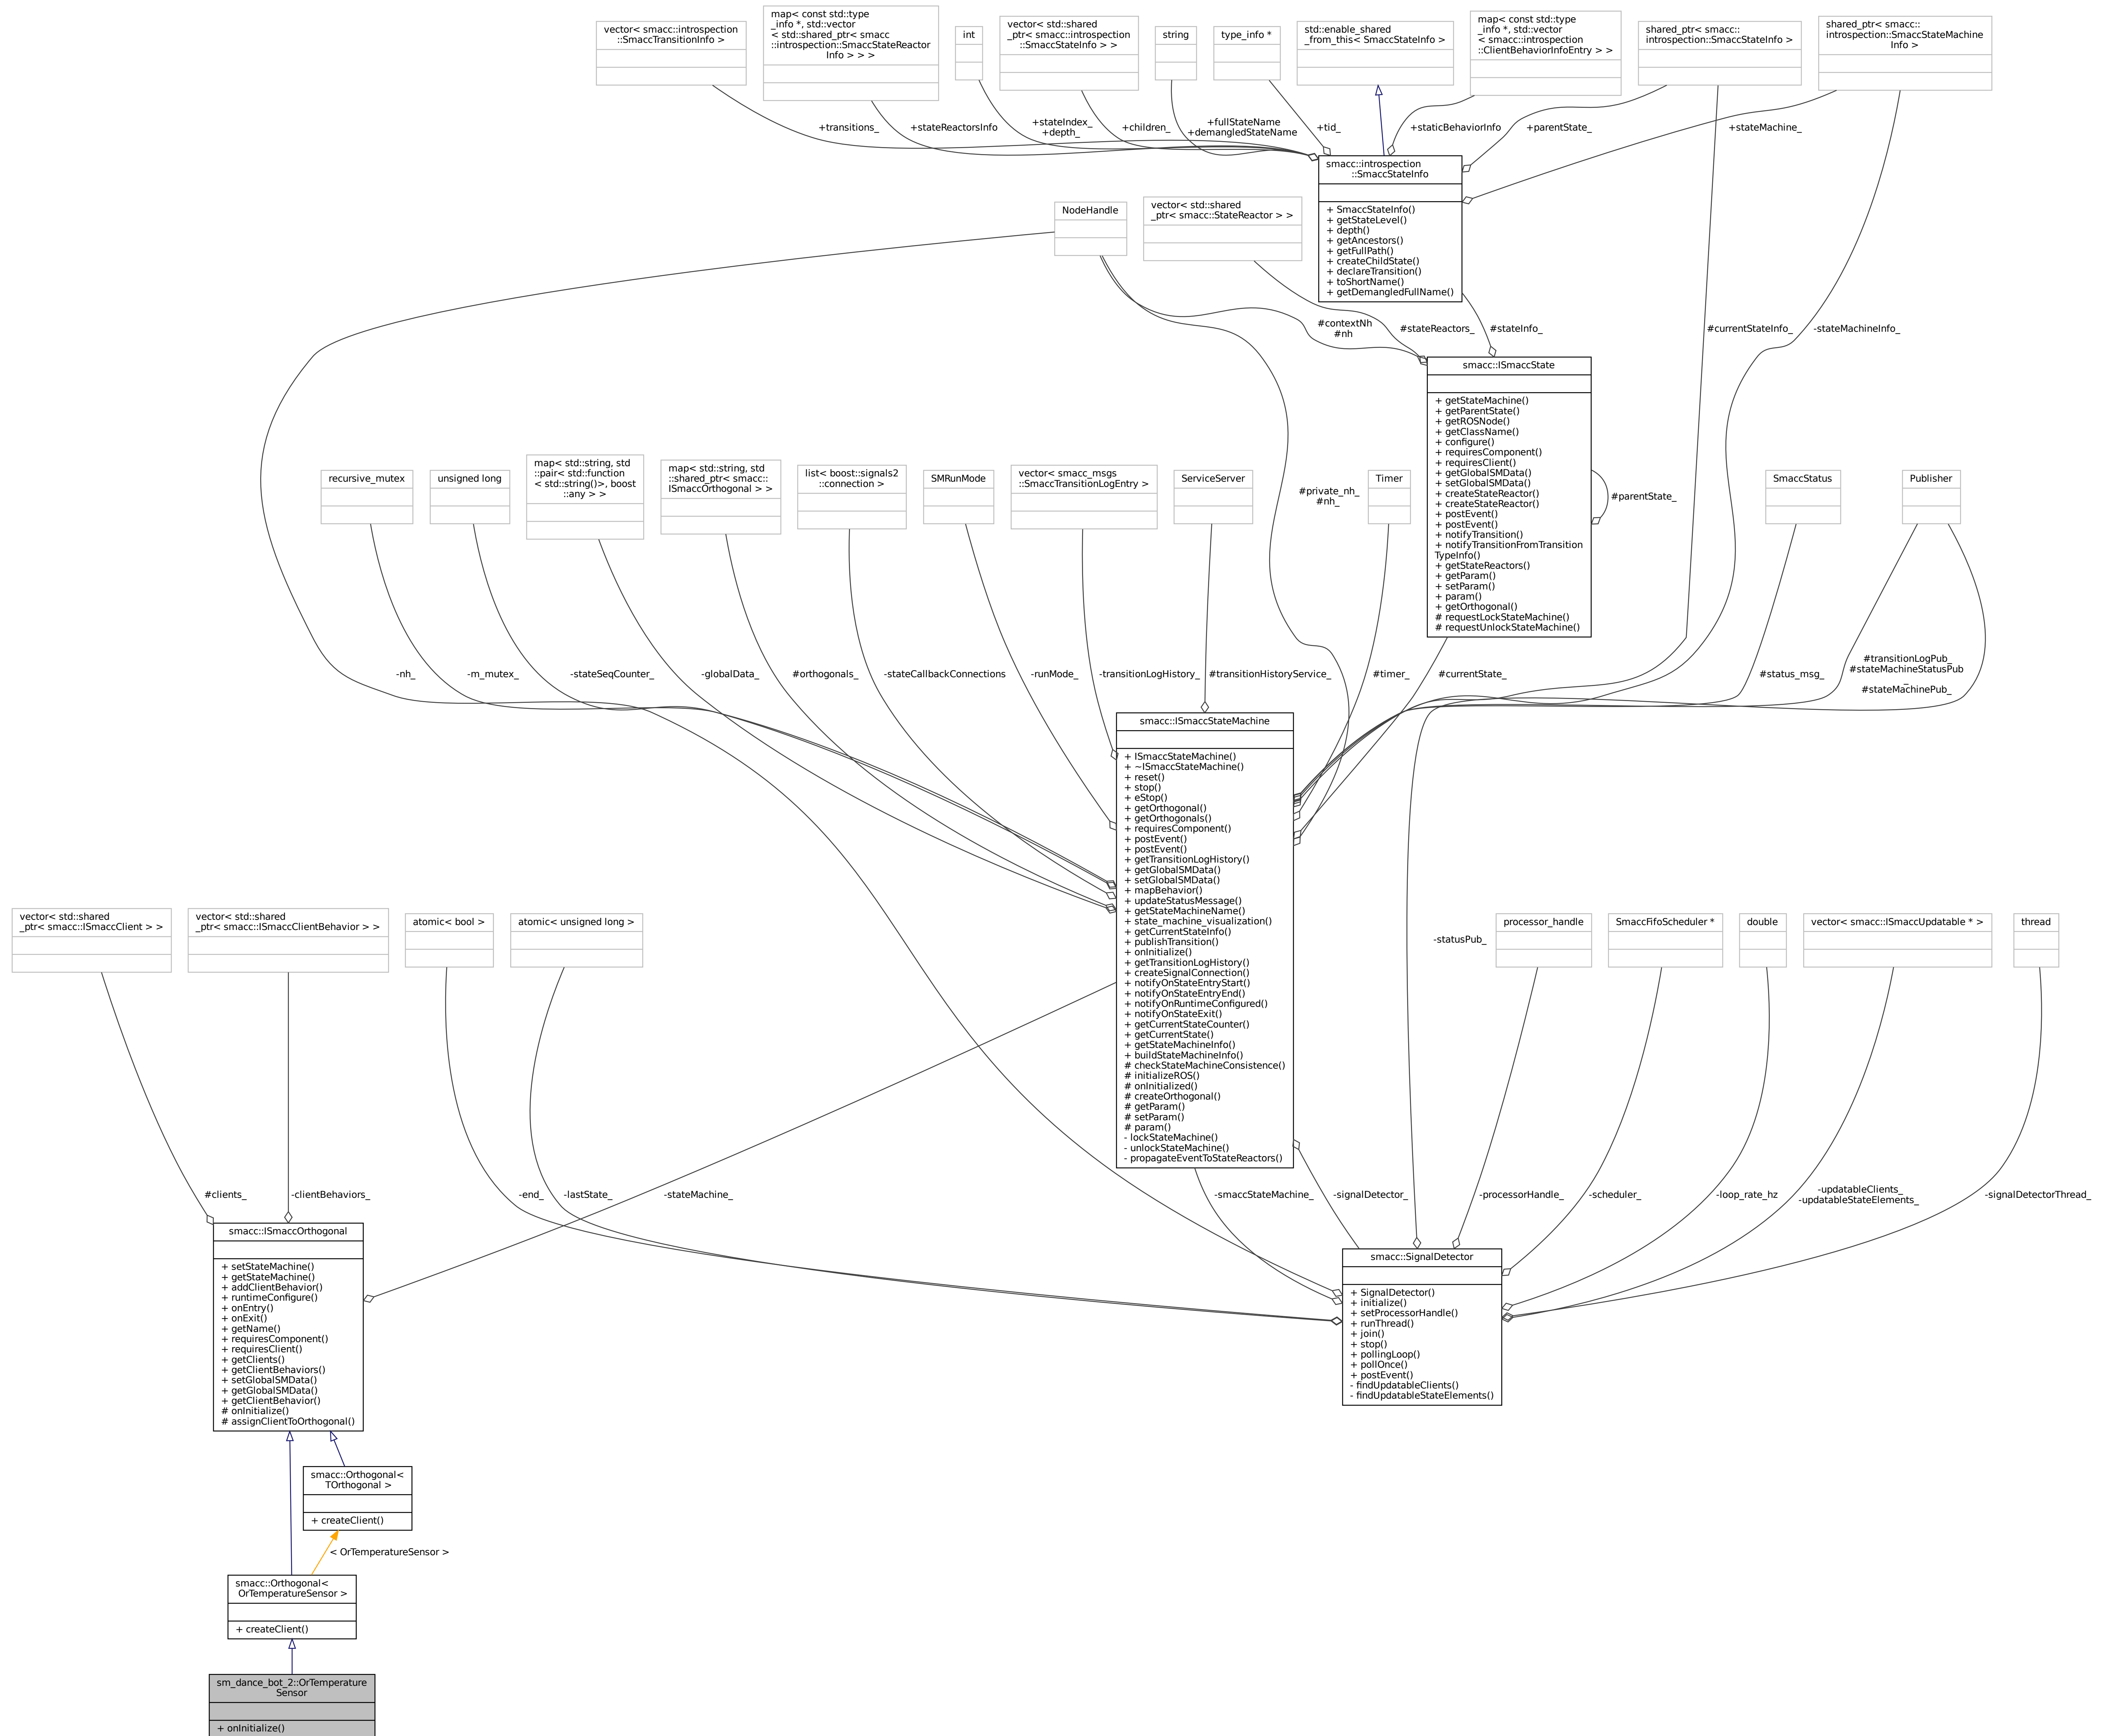 vector< smacc::introspection
::SmaccTransitionInfo >
map< const std::type
_info *, std::vector
< std::shared_ptr< smacc
::introspection::SmaccStateReactor
Info > > >
int
vector< std::shared
_ptr< smacc::introspection
::SmaccStateInfo > >
string
type_info *
std::enable_shared
_from_this< SmaccStateInfo >
map< const std::type
_info *, std::vector
< smacc::introspection
::ClientBehaviorInfoEntry > >
shared_ptr< smacc::
introspection::SmaccStateInfo >
shared_ptr< smacc::
introspection::SmaccStateMachine
Info >
+transitions_
+stateReactorsInfo
+stateIndex_
+depth_
+children_
+fullStateName
+demangledStateName
+tid_
+staticBehaviorInfo
+parentState_
+stateMachine_
smacc::introspection
::SmaccStateInfo
+ SmaccStateInfo()
+ getStateLevel()
+ depth()
+ getAncestors()
+ getFullPath()
+ createChildState()
+ declareTransition()
+ toShortName()
+ getDemangledFullName()
NodeHandle
vector< std::shared
_ptr< smacc::StateReactor > >
#contextNh
#nh
#stateReactors_
#stateInfo_
#currentStateInfo_
-stateMachineInfo_
smacc::ISmaccState
+ getStateMachine()
+ getParentState()
+ getROSNode()
+ getClassName()
+ configure()
+ requiresComponent()
+ requiresClient()
+ getGlobalSMData()
+ setGlobalSMData()
+ createStateReactor()
+ createStateReactor()
+ postEvent()
+ postEvent()
+ notifyTransition()
+ notifyTransitionFromTransition
TypeInfo()
+ getStateReactors()
+ getParam()
+ setParam()
+ param()
+ getOrthogonal()
# requestLockStateMachine()
# requestUnlockStateMachine()
#parentState_
recursive_mutex
unsigned long
map< std::string, std
::pair< std::function
< std::string()>, boost
::any > >
map< std::string, std
::shared_ptr< smacc::
ISmaccOrthogonal > >
list< boost::signals2
::connection >
SMRunMode
vector< smacc_msgs
::SmaccTransitionLogEntry >
ServiceServer
#private_nh_
#nh_
Timer
SmaccStatus
Publisher
-nh_
-m_mutex_
-stateSeqCounter_
-globalData_
#orthogonals_
-stateCallbackConnections
-runMode_
-transitionLogHistory_
#transitionHistoryService_
#timer_
#currentState_
#status_msg_
#transitionLogPub_
#stateMachineStatusPub
_
#stateMachinePub_
smacc::ISmaccStateMachine
+ ISmaccStateMachine()
+ ~ISmaccStateMachine()
+ reset()
+ stop()
+ eStop()
+ getOrthogonal()
+ getOrthogonals()
+ requiresComponent()
+ postEvent()
+ postEvent()
+ getTransitionLogHistory()
+ getGlobalSMData()
+ setGlobalSMData()
+ mapBehavior()
+ updateStatusMessage()
+ getStateMachineName()
+ state_machine_visualization()
+ getCurrentStateInfo()
+ publishTransition()
+ onInitialize()
+ getTransitionLogHistory()
+ createSignalConnection()
+ notifyOnStateEntryStart()
+ notifyOnStateEntryEnd()
+ notifyOnRuntimeConfigured()
+ notifyOnStateExit()
+ getCurrentStateCounter()
+ getCurrentState()
+ getStateMachineInfo()
+ buildStateMachineInfo()
# checkStateMachineConsistence()
# initializeROS()
# onInitialized()
# createOrthogonal()
# getParam()
# setParam()
# param()
- lockStateMachine()
- unlockStateMachine()
- propagateEventToStateReactors()
vector< std::shared
_ptr< smacc::ISmaccClient > >
vector< std::shared
_ptr< smacc::ISmaccClientBehavior > >
atomic< bool >
atomic< unsigned long >
-statusPub_
processor_handle
SmaccFifoScheduler *
double
vector< smacc::ISmaccUpdatable * >
thread
#clients_
-clientBehaviors_
-end_
-lastState_
-stateMachine_
-smaccStateMachine_
-signalDetector_
-processorHandle_
-scheduler_
-loop_rate_hz
-updatableClients_
-updatableStateElements_
-signalDetectorThread_
smacc::ISmaccOrthogonal
+ setStateMachine()
+ getStateMachine()
+ addClientBehavior()
+ runtimeConfigure()
+ onEntry()
+ onExit()
+ getName()
+ requiresComponent()
+ requiresClient()
+ getClients()
+ getClientBehaviors()
+ setGlobalSMData()
+ getGlobalSMData()
+ getClientBehavior()
# onInitialize()
# assignClientToOrthogonal()
smacc::SignalDetector
+ SignalDetector()
+ initialize()
+ setProcessorHandle()
+ runThread()
+ join()
+ stop()
+ pollingLoop()
+ pollOnce()
+ postEvent()
- findUpdatableClients()
- findUpdatableStateElements()
smacc::Orthogonal<
TOrthogonal >
+ createClient()
< OrTemperatureSensor >
smacc::Orthogonal<
OrTemperatureSensor >
+ createClient()
sm_dance_bot_2::OrTemperature
Sensor
+ onInitialize()